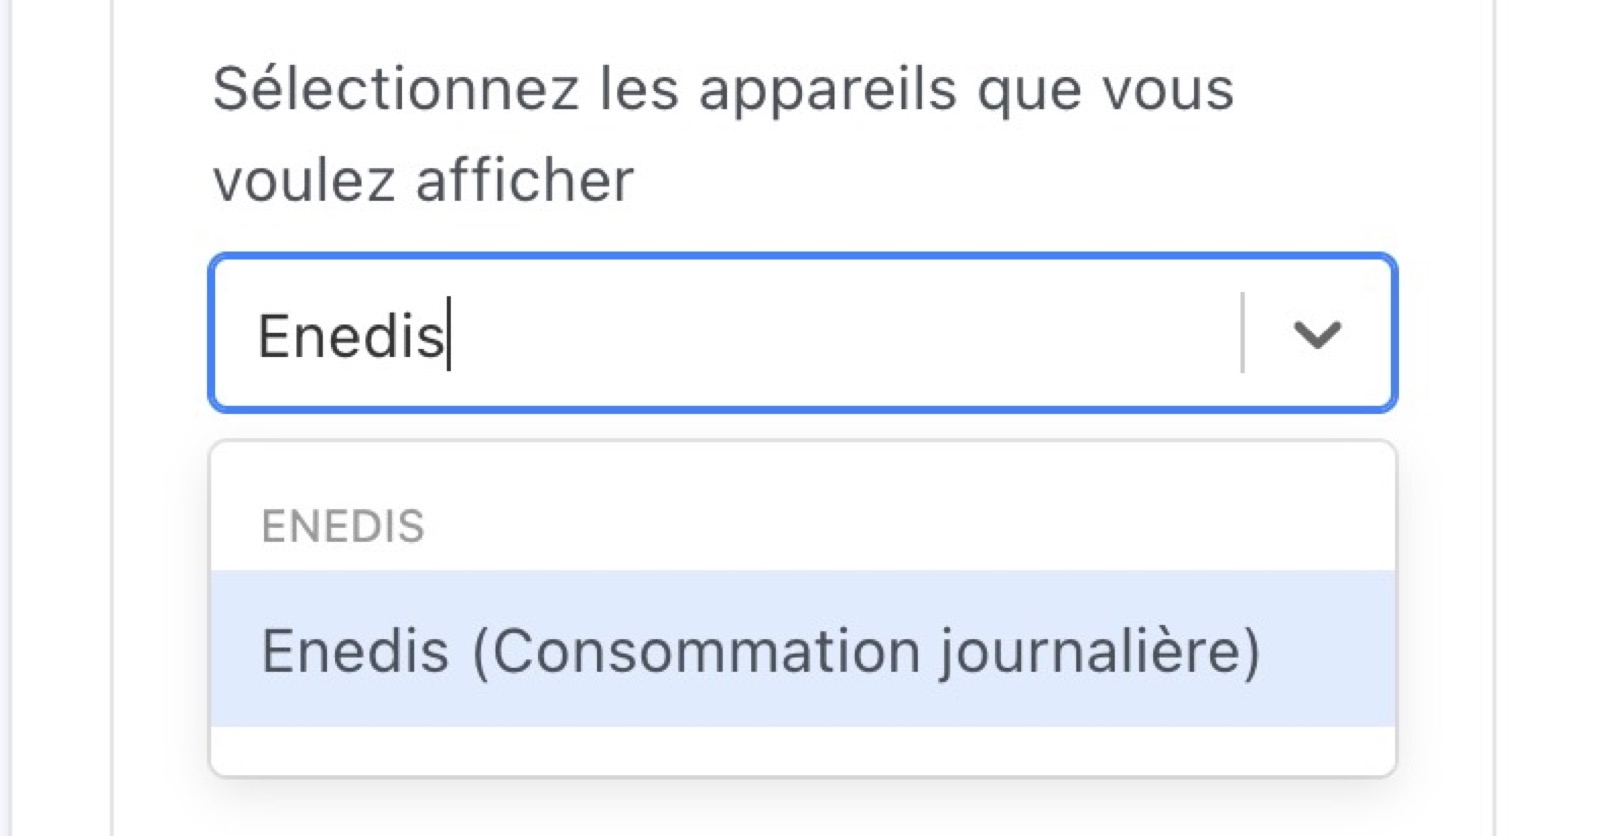 Sélectionnez les appareils que vous
voulez afficher
Enedis
ENEDIS
Enedis (Consommation journalière)